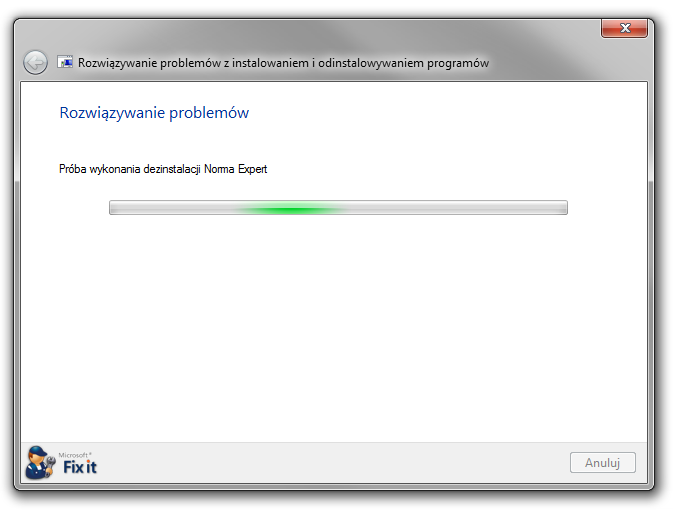 Rozwiązywanie problemów z instalowaniem i odinstalowywaniem programów
Rozwiązywanie problemów
Próba wykonania dezinstalacji Norma Expert
Microsoft®
Fix it
Anuluj